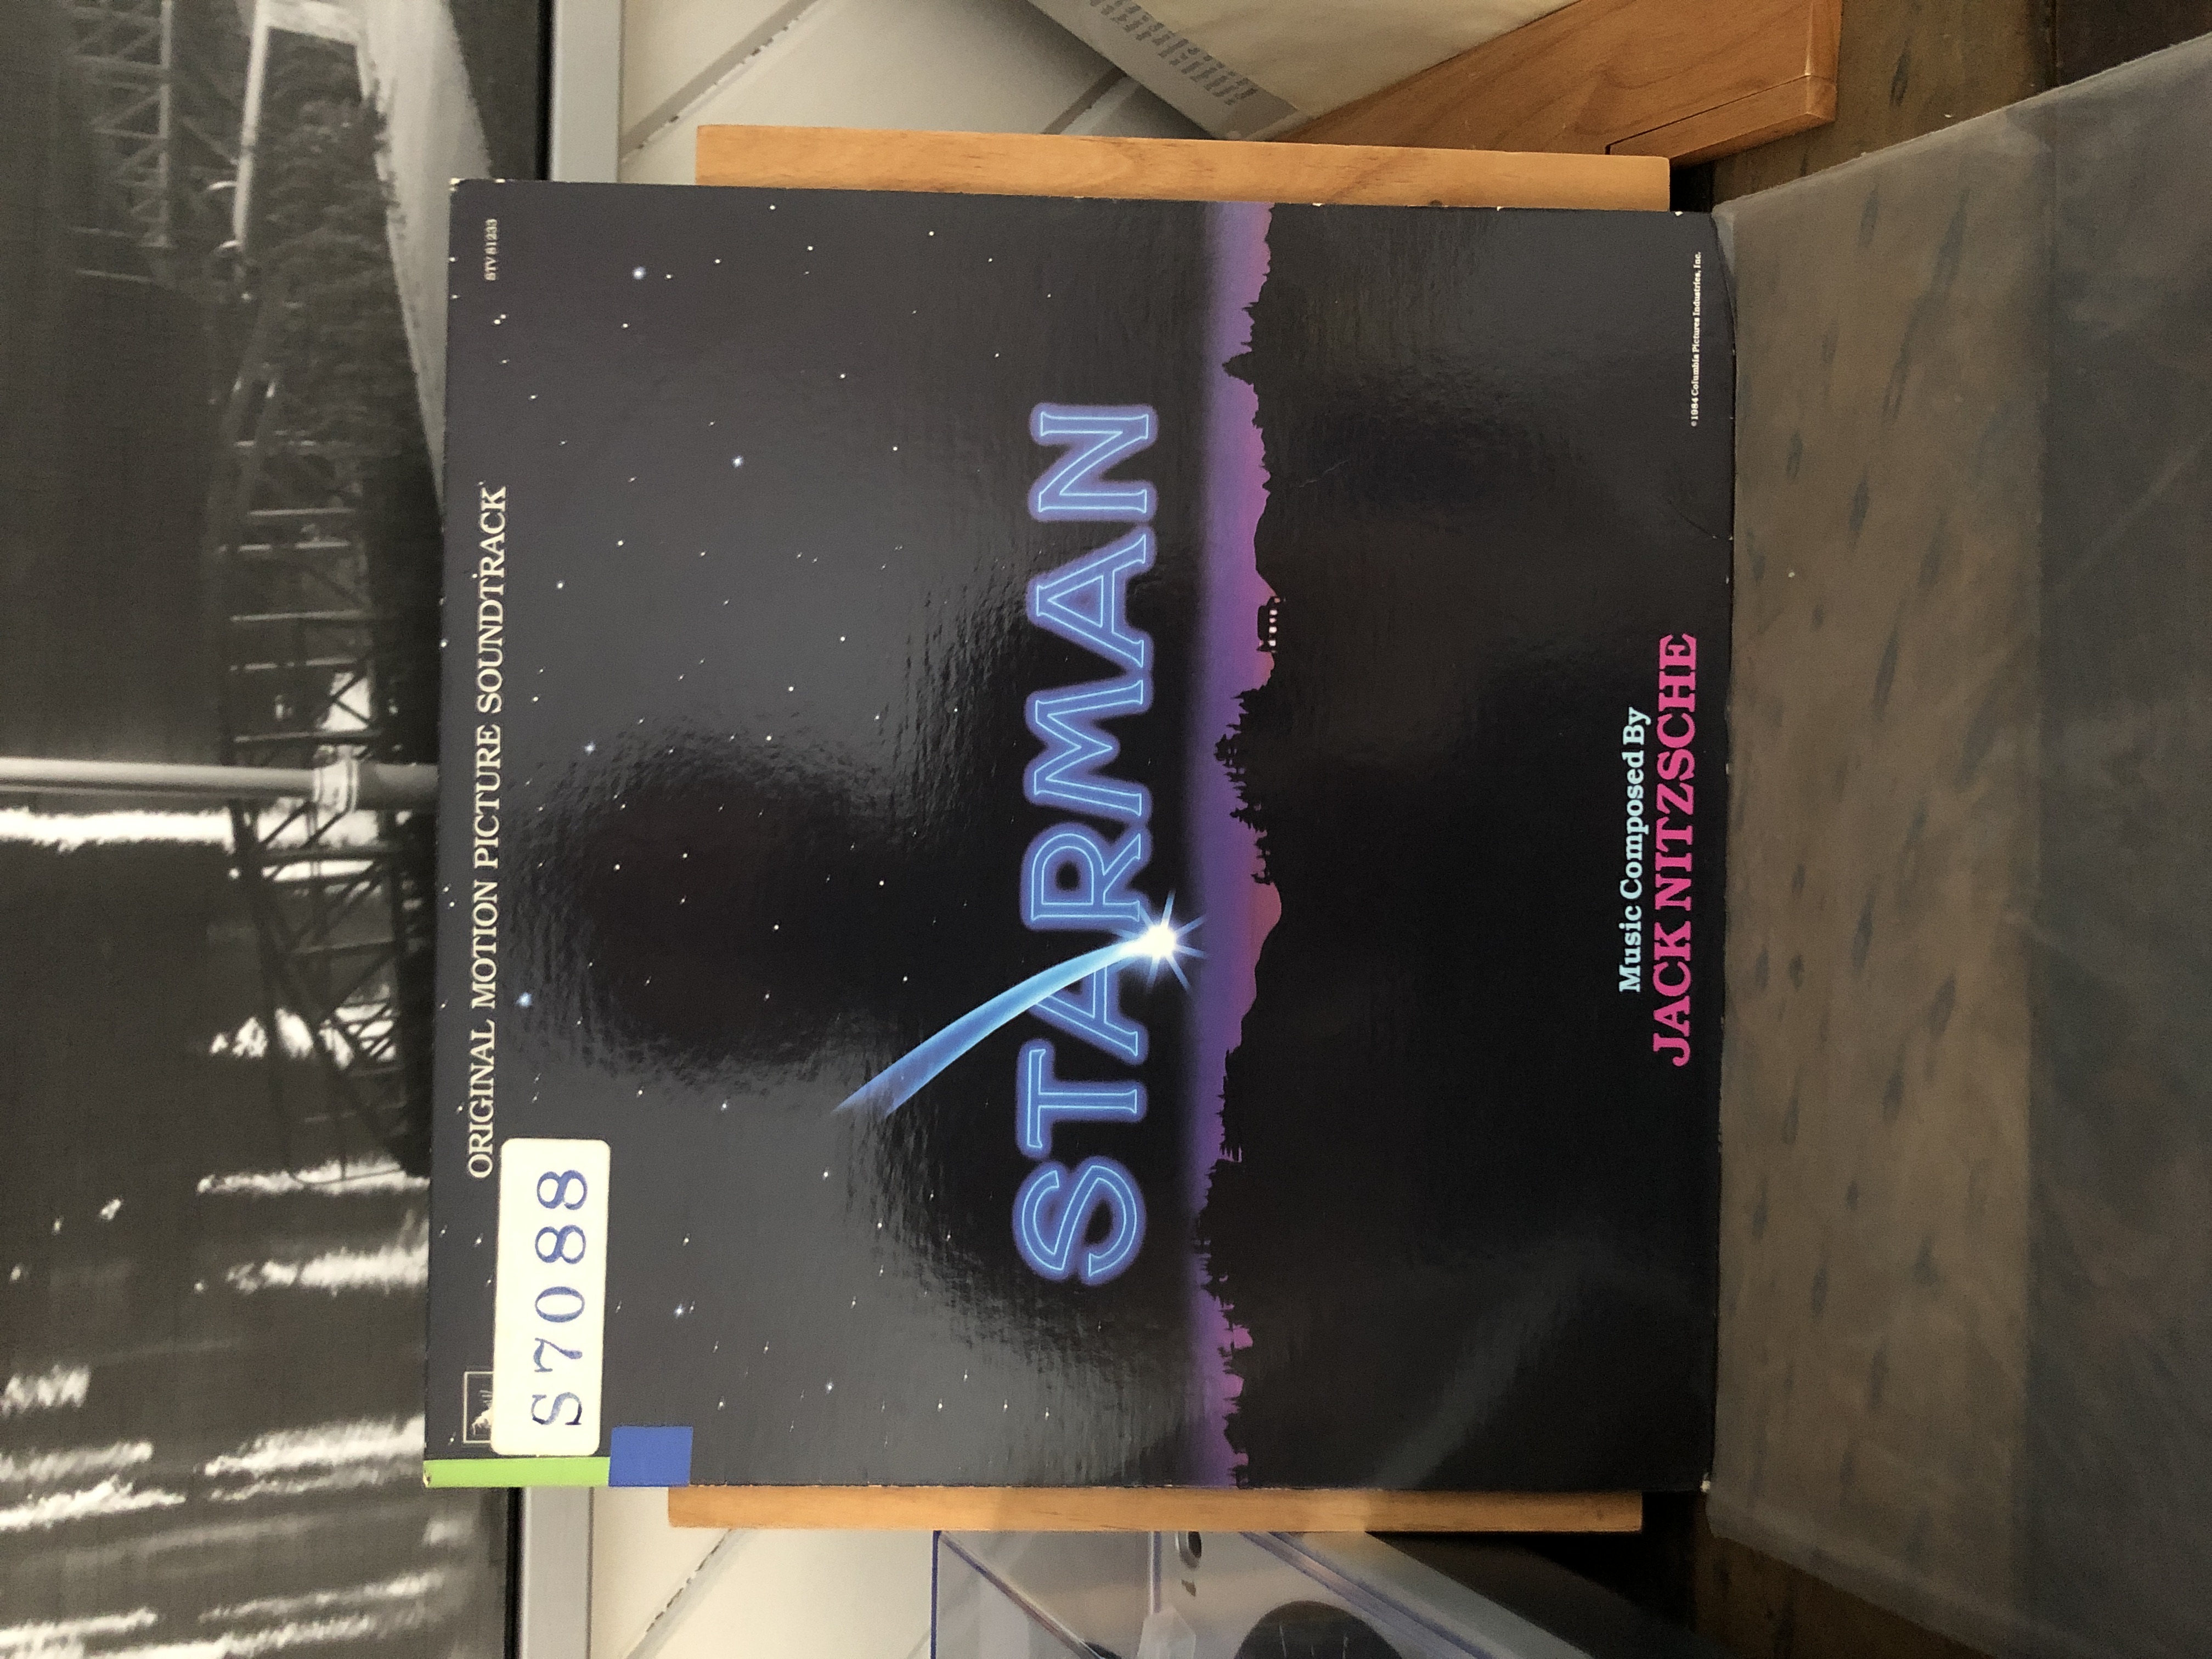 ORIGINAL MOTION PICTURE SOUNDTRACK
STV 81233
S7088
STARMAN
Music Composed By
JACK NITZSCHE
©1984 Columbia Pictures Industries, Inc.